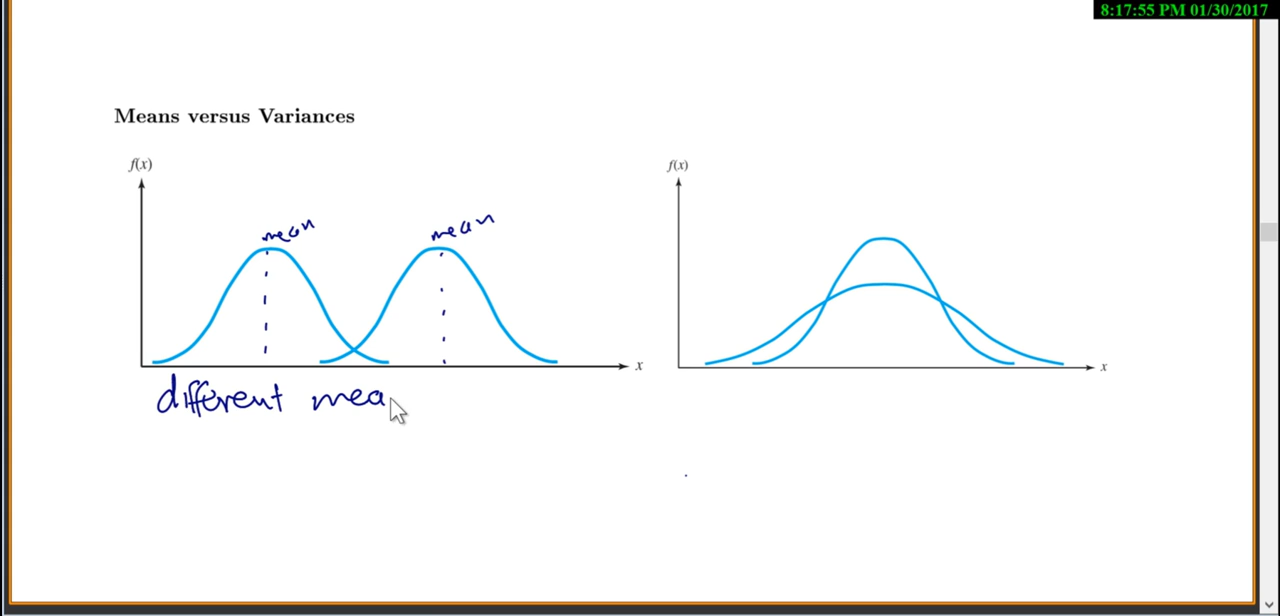 8:17:55 PM 01/30/2017
Means versus Variances
f(x)
f(x)
mean
mean
x
x
different mea